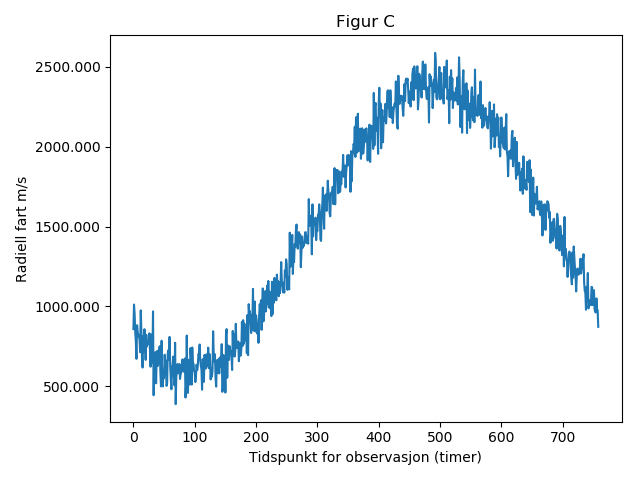 Figur C
Radiell fart m/s
2500.000
2000.000
1500.000
1000.000
500.000
0 100 200 300 400 500 600 700
Tidspunkt for observasjon (timer)